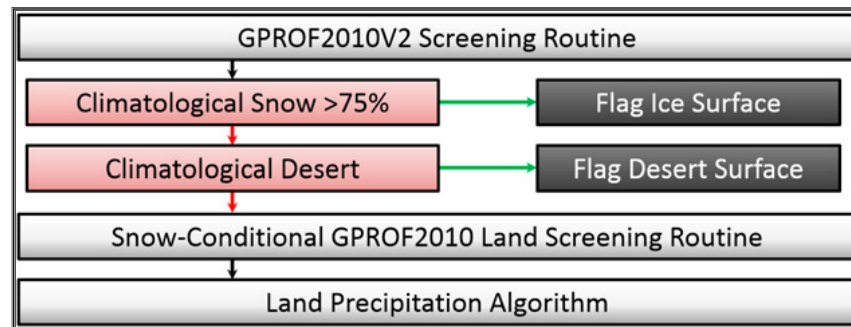 GPROF2010V2 Screening Routine
Climatological Snow >75%
Flag Ice Surface
Climatological Desert
Flag Desert Surface
Snow-Conditional GPROF2010 Land Screening Routine
Land Precipitation Algorithm